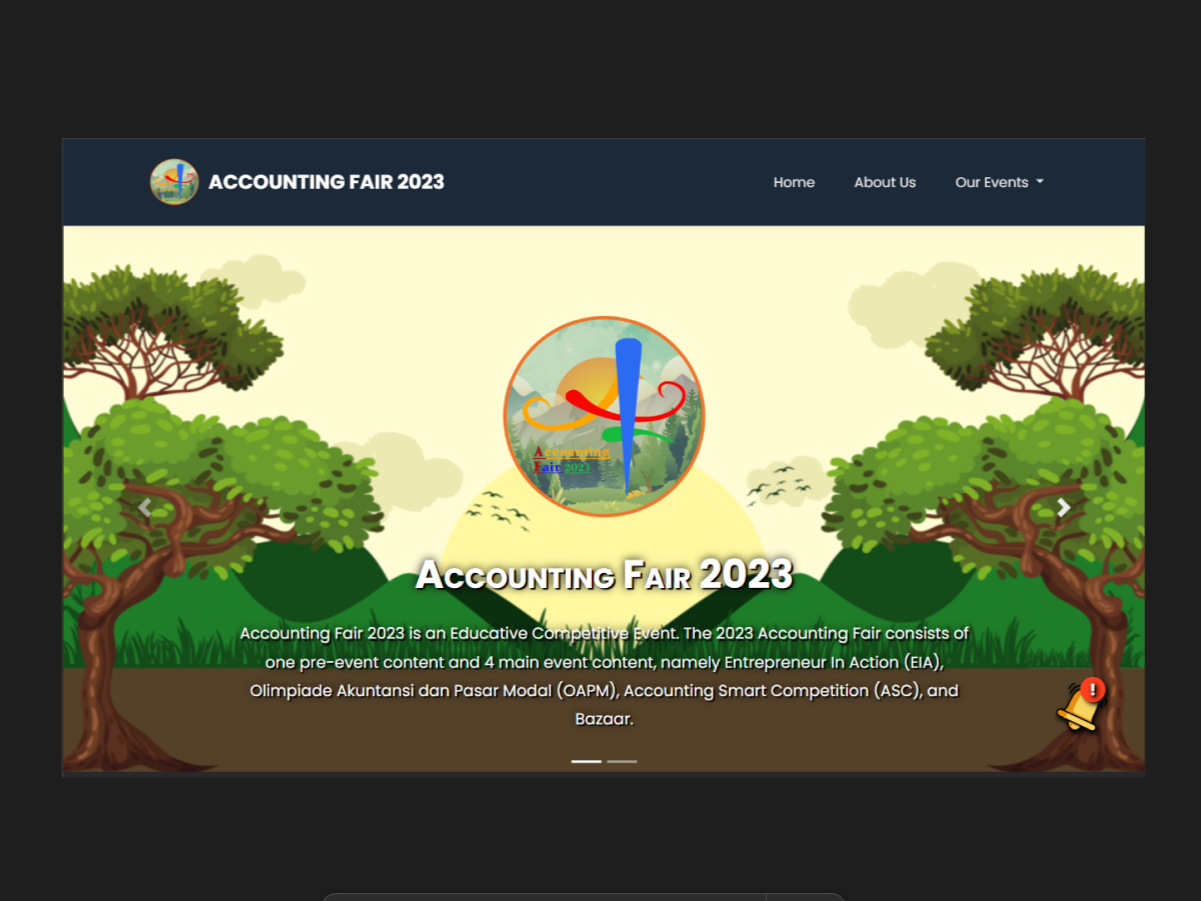 ACCOUNTING FAIR 2023
Home
About Us
Our Events
Accounting
Fair 2023
Accounting Fair 2023
Accounting Fair 2023 is an Educative Competitive Event. The 2023 Accounting Fair consists of
one pre-event content and 4 main event content, namely Entrepreneur In Action (EIA),
Olimpiade Akuntansi dan Pasar Modal (OAPM), Accounting Smart Competition (ASC), and
Bazaar.
!